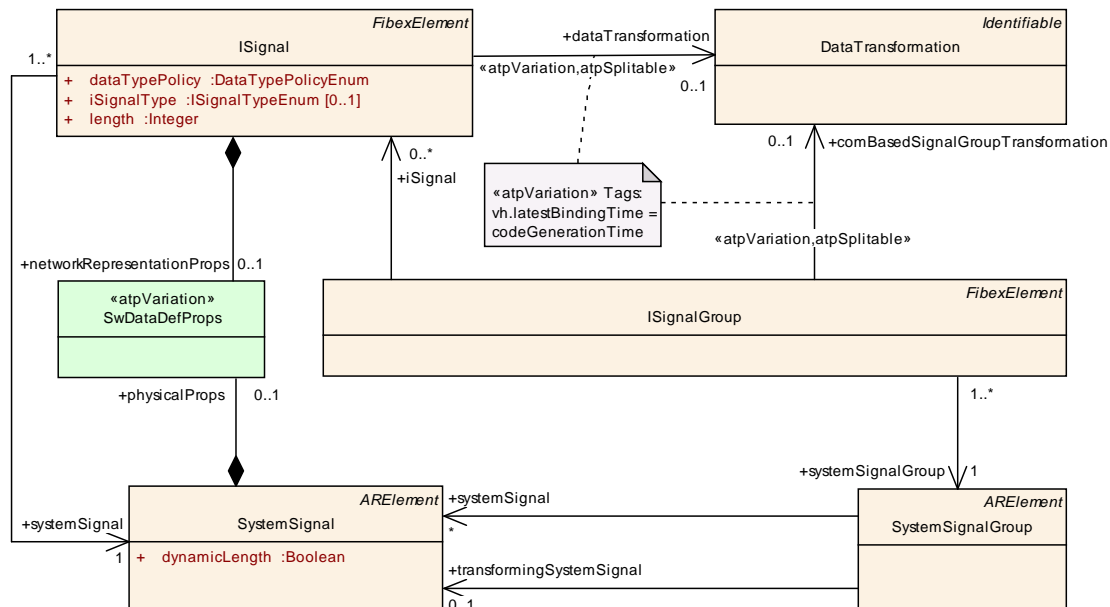 FibexElement
ISignal
+ dataTypePolicy :DataTypePolicyEnum
+ iSignalType :ISignalTypeEnum [0..1]
+ length :Integer
1..*
+dataTransformation
«atpVariation,atpSplitable»
0..1
Identifiable
DataTransformation
0..*
+iSignal
0..1
+comBasedSignalGroupTransformation
«atpVariation» Tags:
vh.latestBindingTime =
codeGenerationTime
«atpVariation,atpSplitable»
+networkRepresentationProps
0..1
«atpVariation»
SwDataDefProps
FibexElement
ISignalGroup
+physicalProps
0..1
1..*
+systemSignalGroup
1
+systemSignal
1
ARElement
SystemSignal
+ dynamicLength :Boolean
+systemSignal
*
+transformingSystemSignal
0..1
ARElement
SystemSignalGroup